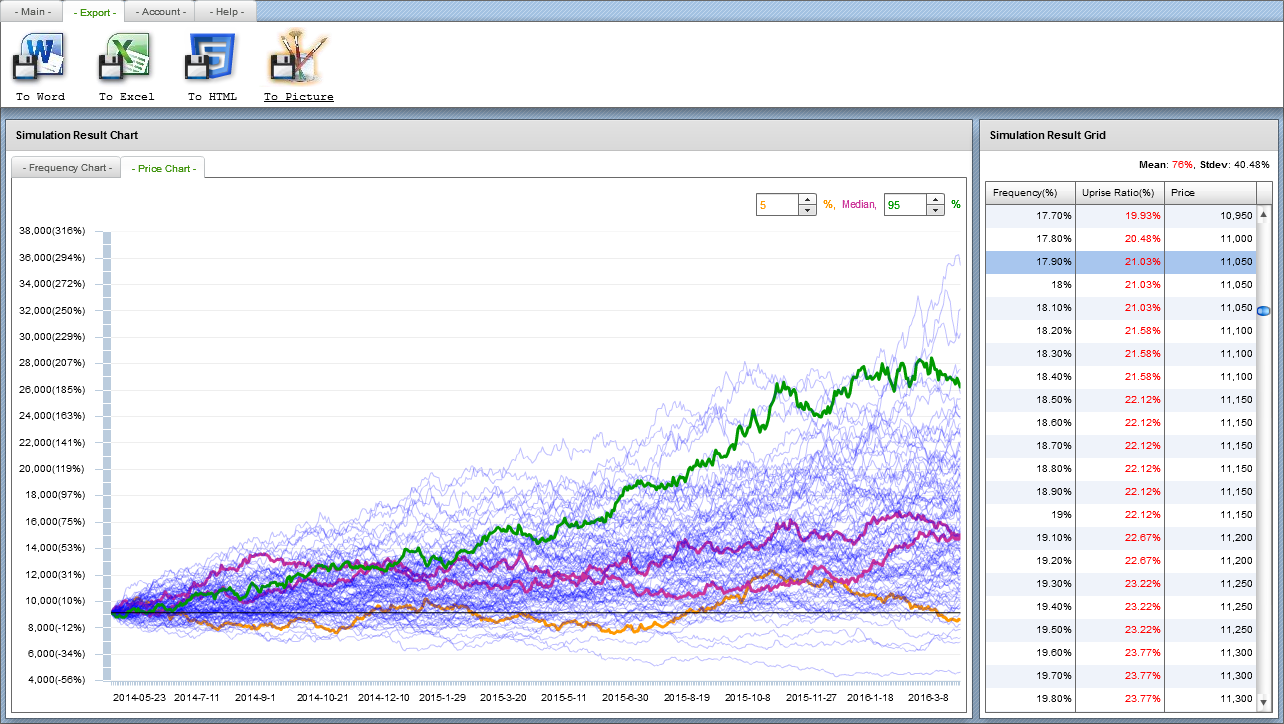 - Main -
- Export -
- Account -
- Help -
To Word
To Excel
To HTML
To Picture
Simulation Result Chart
- Frequency Chart -
- Price Chart -
5 %, Median, 95 %
38,000(316%)
36,000(294%)
34,000(272%)
32,000(250%)
30,000(229%)
28,000(207%)
26,000(185%)
24,000(163%)
22,000(141%)
20,000(119%)
18,000(97%)
16,000(75%)
14,000(53%)
12,000(31%)
10,000(10%)
8,000(-12%)
6,000(-34%)
4,000(-56%)
2014-05-23 2014-7-11 2014-9-1 2014-10-21 2014-12-10 2015-1-29 2015-3-20 2015-5-11 2015-6-30 2015-8-19 2015-10-8 2015-11-27 2016-1-18 2016-3-8
Simulation Result Grid
Mean: 76%, Stdev: 40.48%
Frequency(%) Uprise Ratio(%) Price
17.70% 19.93% 10,950
17.80% 20.48% 11,000
17.90% 21.03% 11,050
18% 21.03% 11,050
18.10% 21.03% 11,050
18.20% 21.58% 11,100
18.30% 21.58% 11,100
18.40% 21.58% 11,100
18.50% 22.12% 11,150
18.60% 22.12% 11,150
18.70% 22.12% 11,150
18.80% 22.12% 11,150
18.90% 22.12% 11,150
19% 22.12% 11,150
19.10% 22.67% 11,200
19.20% 22.67% 11,200
19.30% 23.22% 11,250
19.40% 23.22% 11,250
19.50% 23.22% 11,250
19.60% 23.77% 11,300
19.70% 23.77% 11,300
19.80% 23.77% 11,300